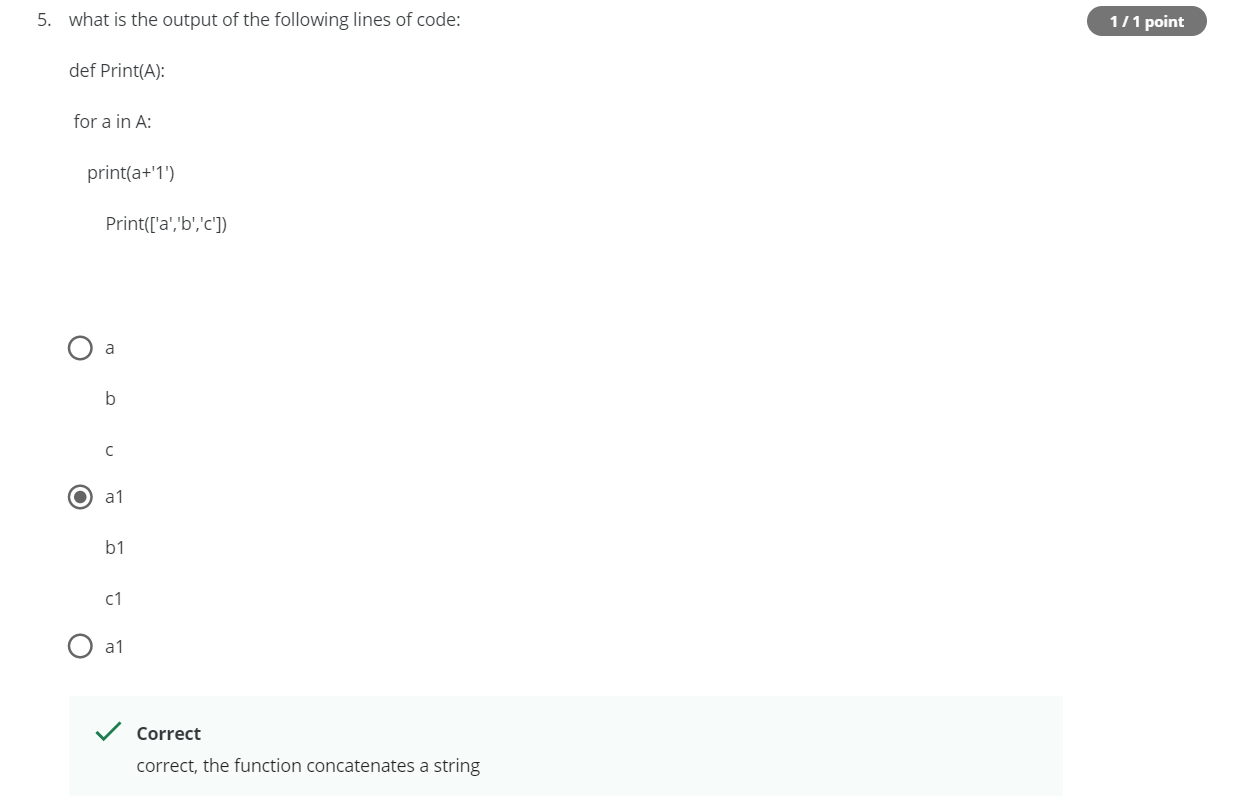 5. what is the output of the following lines of code:
1 / 1 point
def Print(A):
for a in A:
print(a+'1')
Print(['a','b','c'])
a
b
c
a1
b1
c1
a1
Correct
correct, the function concatenates a string